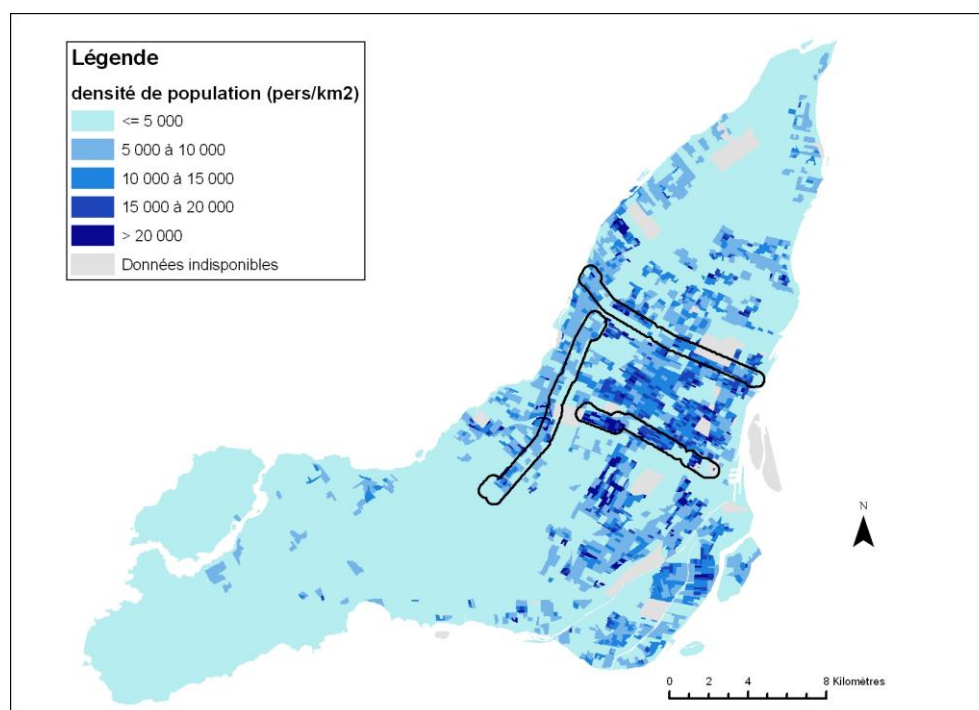 Légende
densité de population (pers/km2)
<= 5 000
5 000 à 10 000
10 000 à 15 000
15 000 à 20 000
> 20 000
Données indisponibles
N
0 2 4 8 Kilomètres